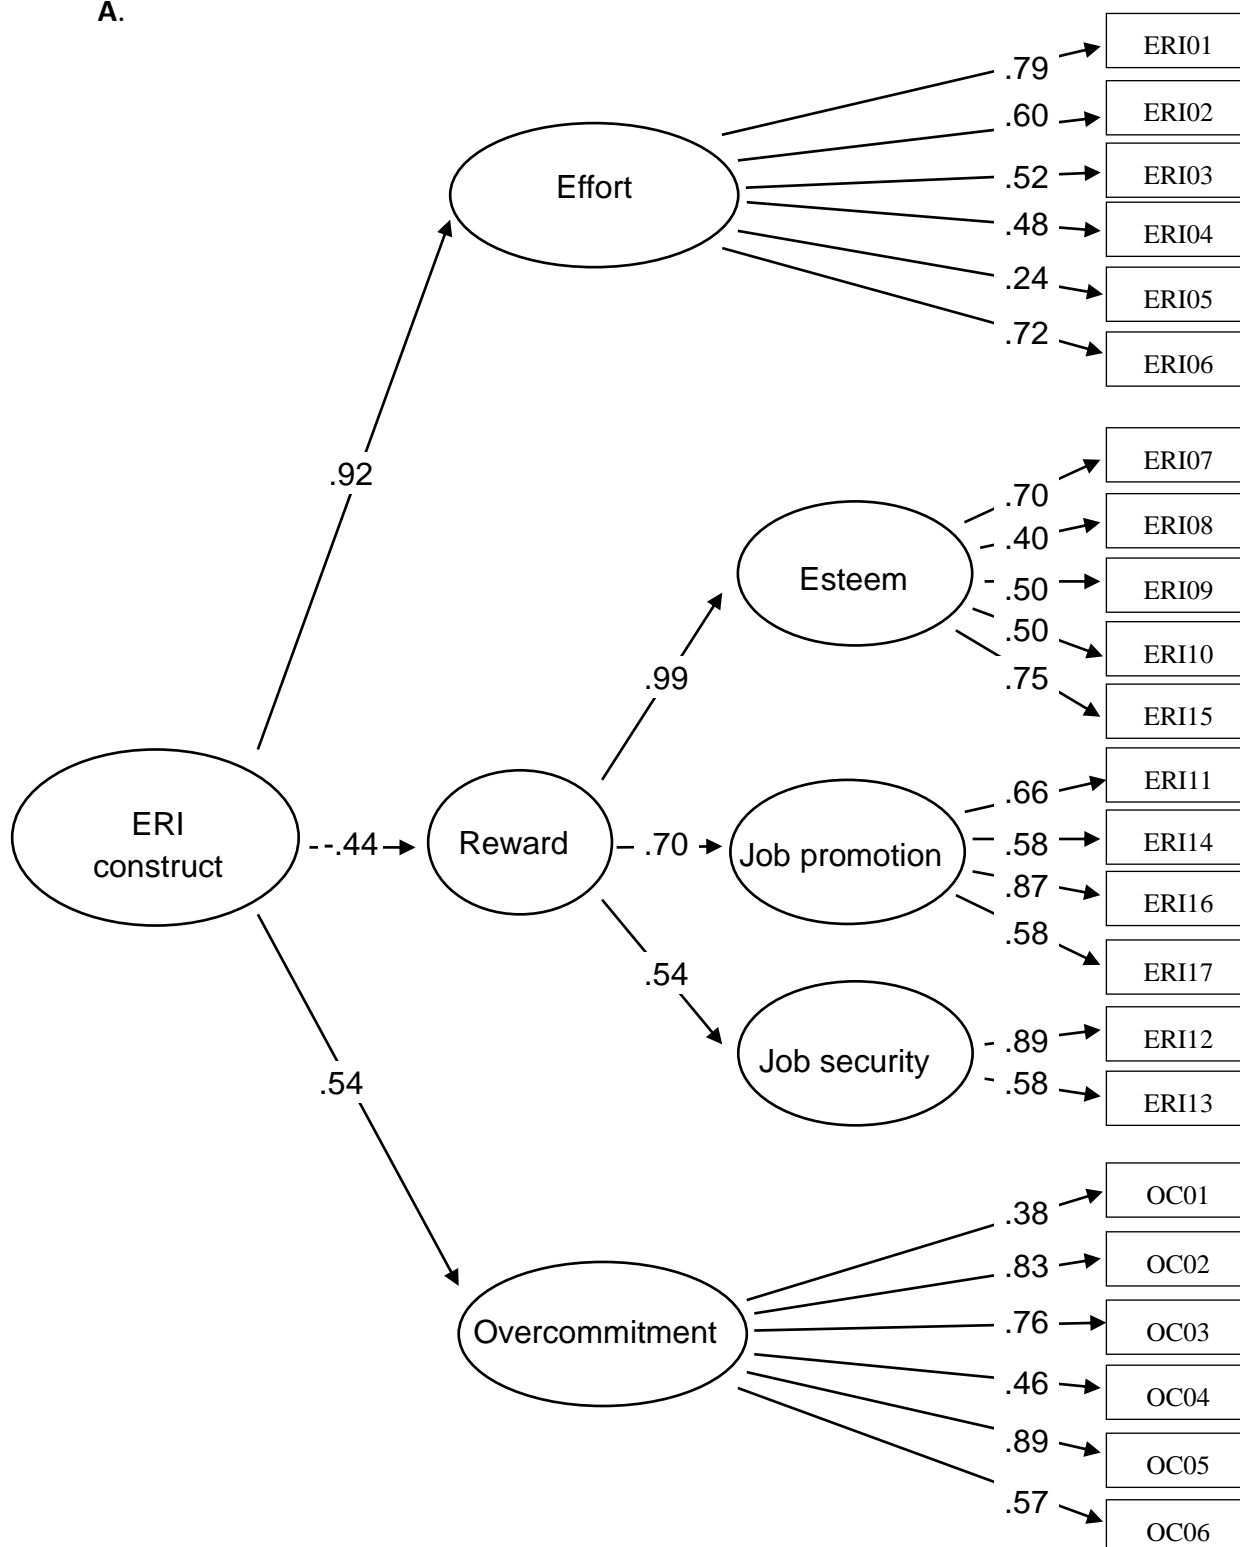 A.
.79 ERI01
.60 ERI02
Effort
.52 ERI03
.48 ERI04
.24 ERI05
.72 ERI06
.92
.70 ERI07
.40 ERI08
Esteem
.50 ERI09
.50 ERI10
.75 ERI15
.99
.66 ERI11
ERI
construct
-.44
Reward
.70
Job promotion
.58 ERI14
.87 ERI16
.58 ERI17
.54
Job security
.89 ERI12
.58 ERI13
.54
.38 OC01
.83 OC02
Overcommitment
.76 OC03
.46 OC04
.89 OC05
.57 OC06